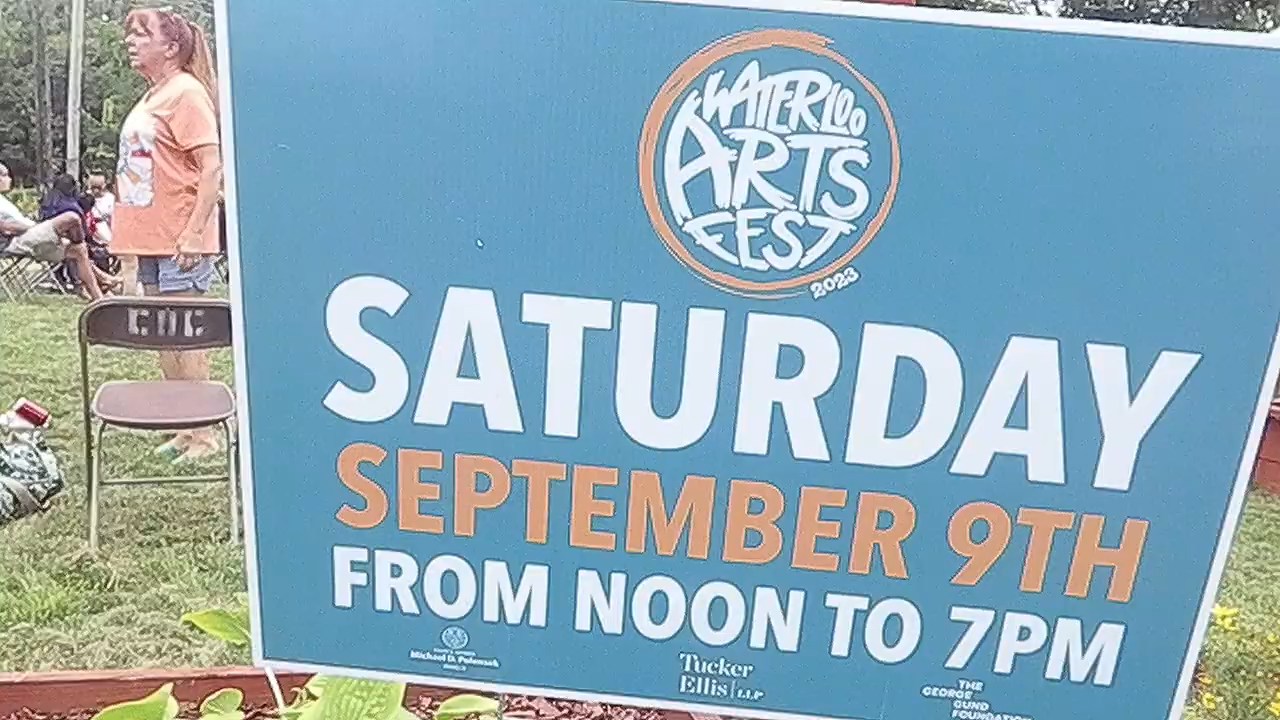 WATERLOO
ARTS
FEST
2023
SATURDAY
SEPTEMBER 9TH
FROM NOON TO 7PM
Michael D. Polensek
Tucker
Ellis | LLP
THE
GEORGE
GUND
FOUNDATION
CDC